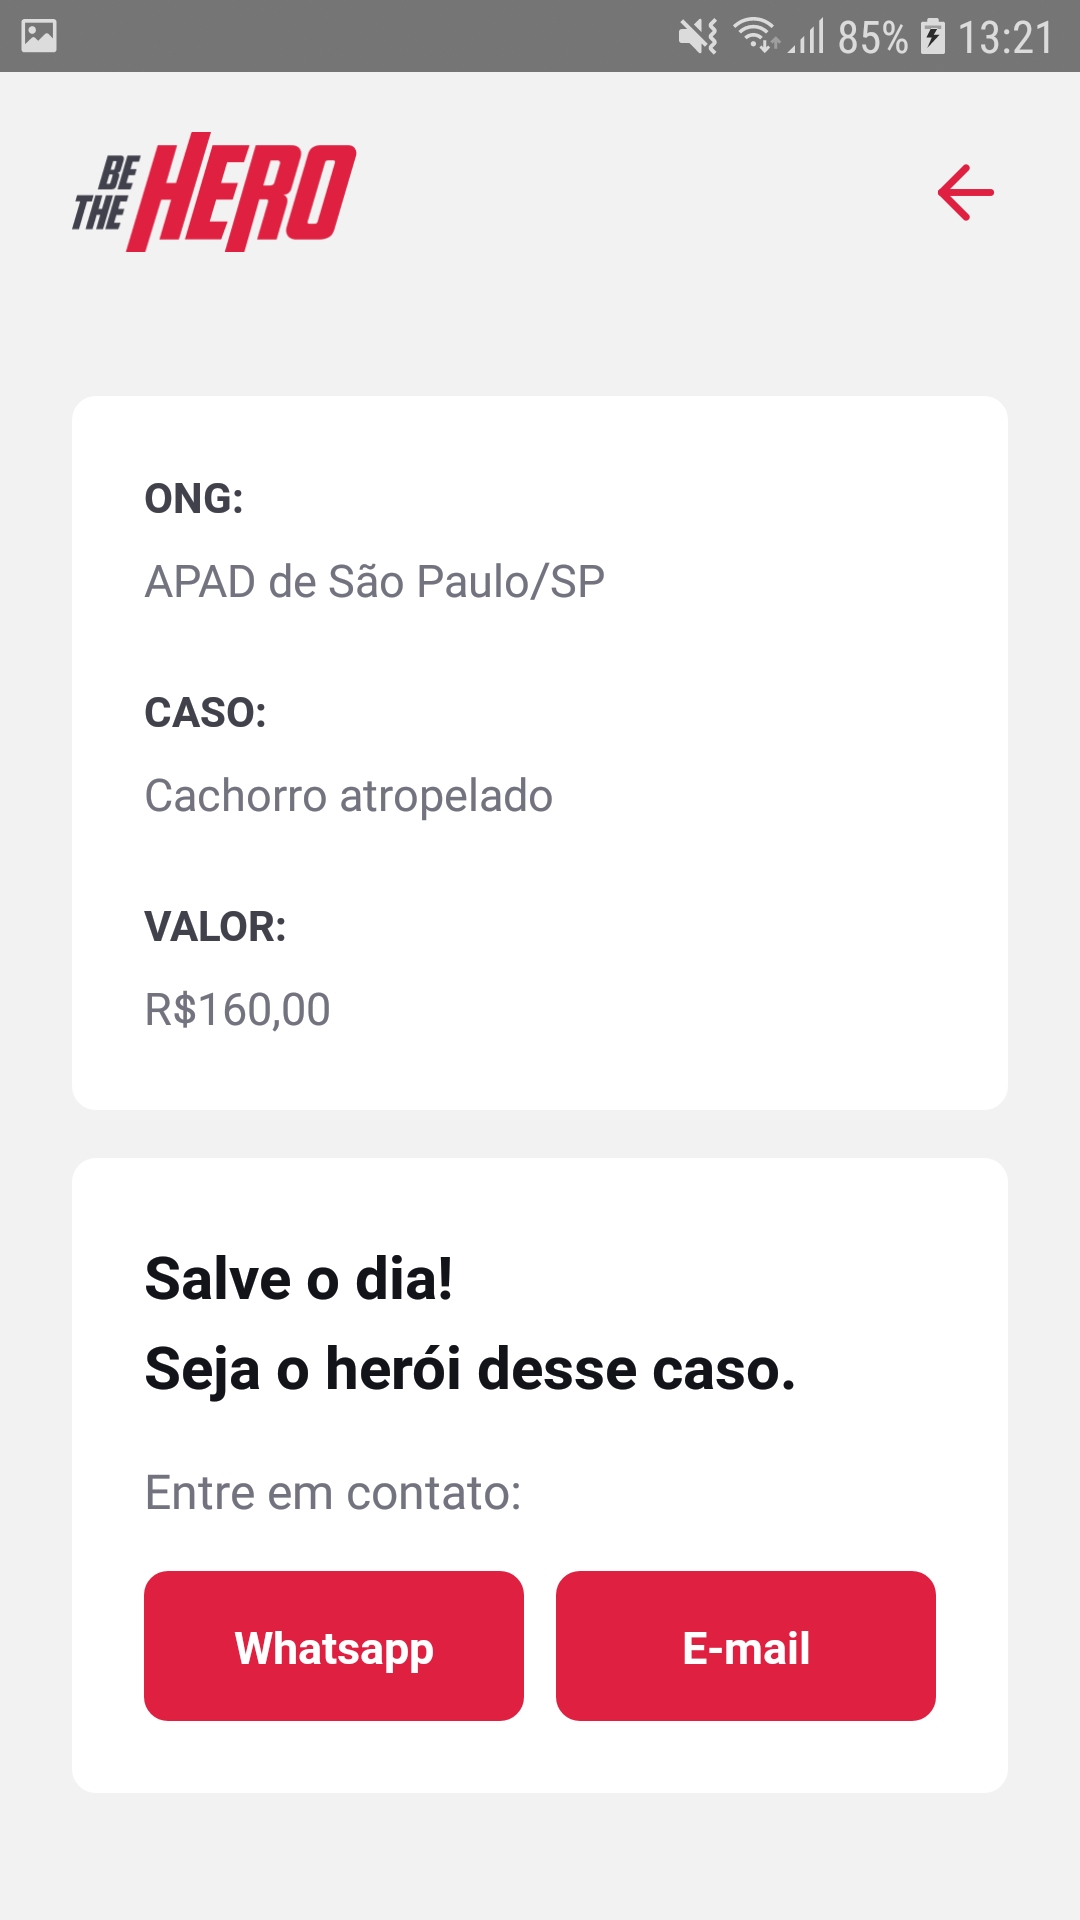 85% 13:21
BE
THE HERO
ONG:
APAD de São Paulo/SP
CASO:
Cachorro atropelado
VALOR:
R$160,00
Salve o dia!
Seja o herói desse caso.
Entre em contato:
Whatsapp E-mail